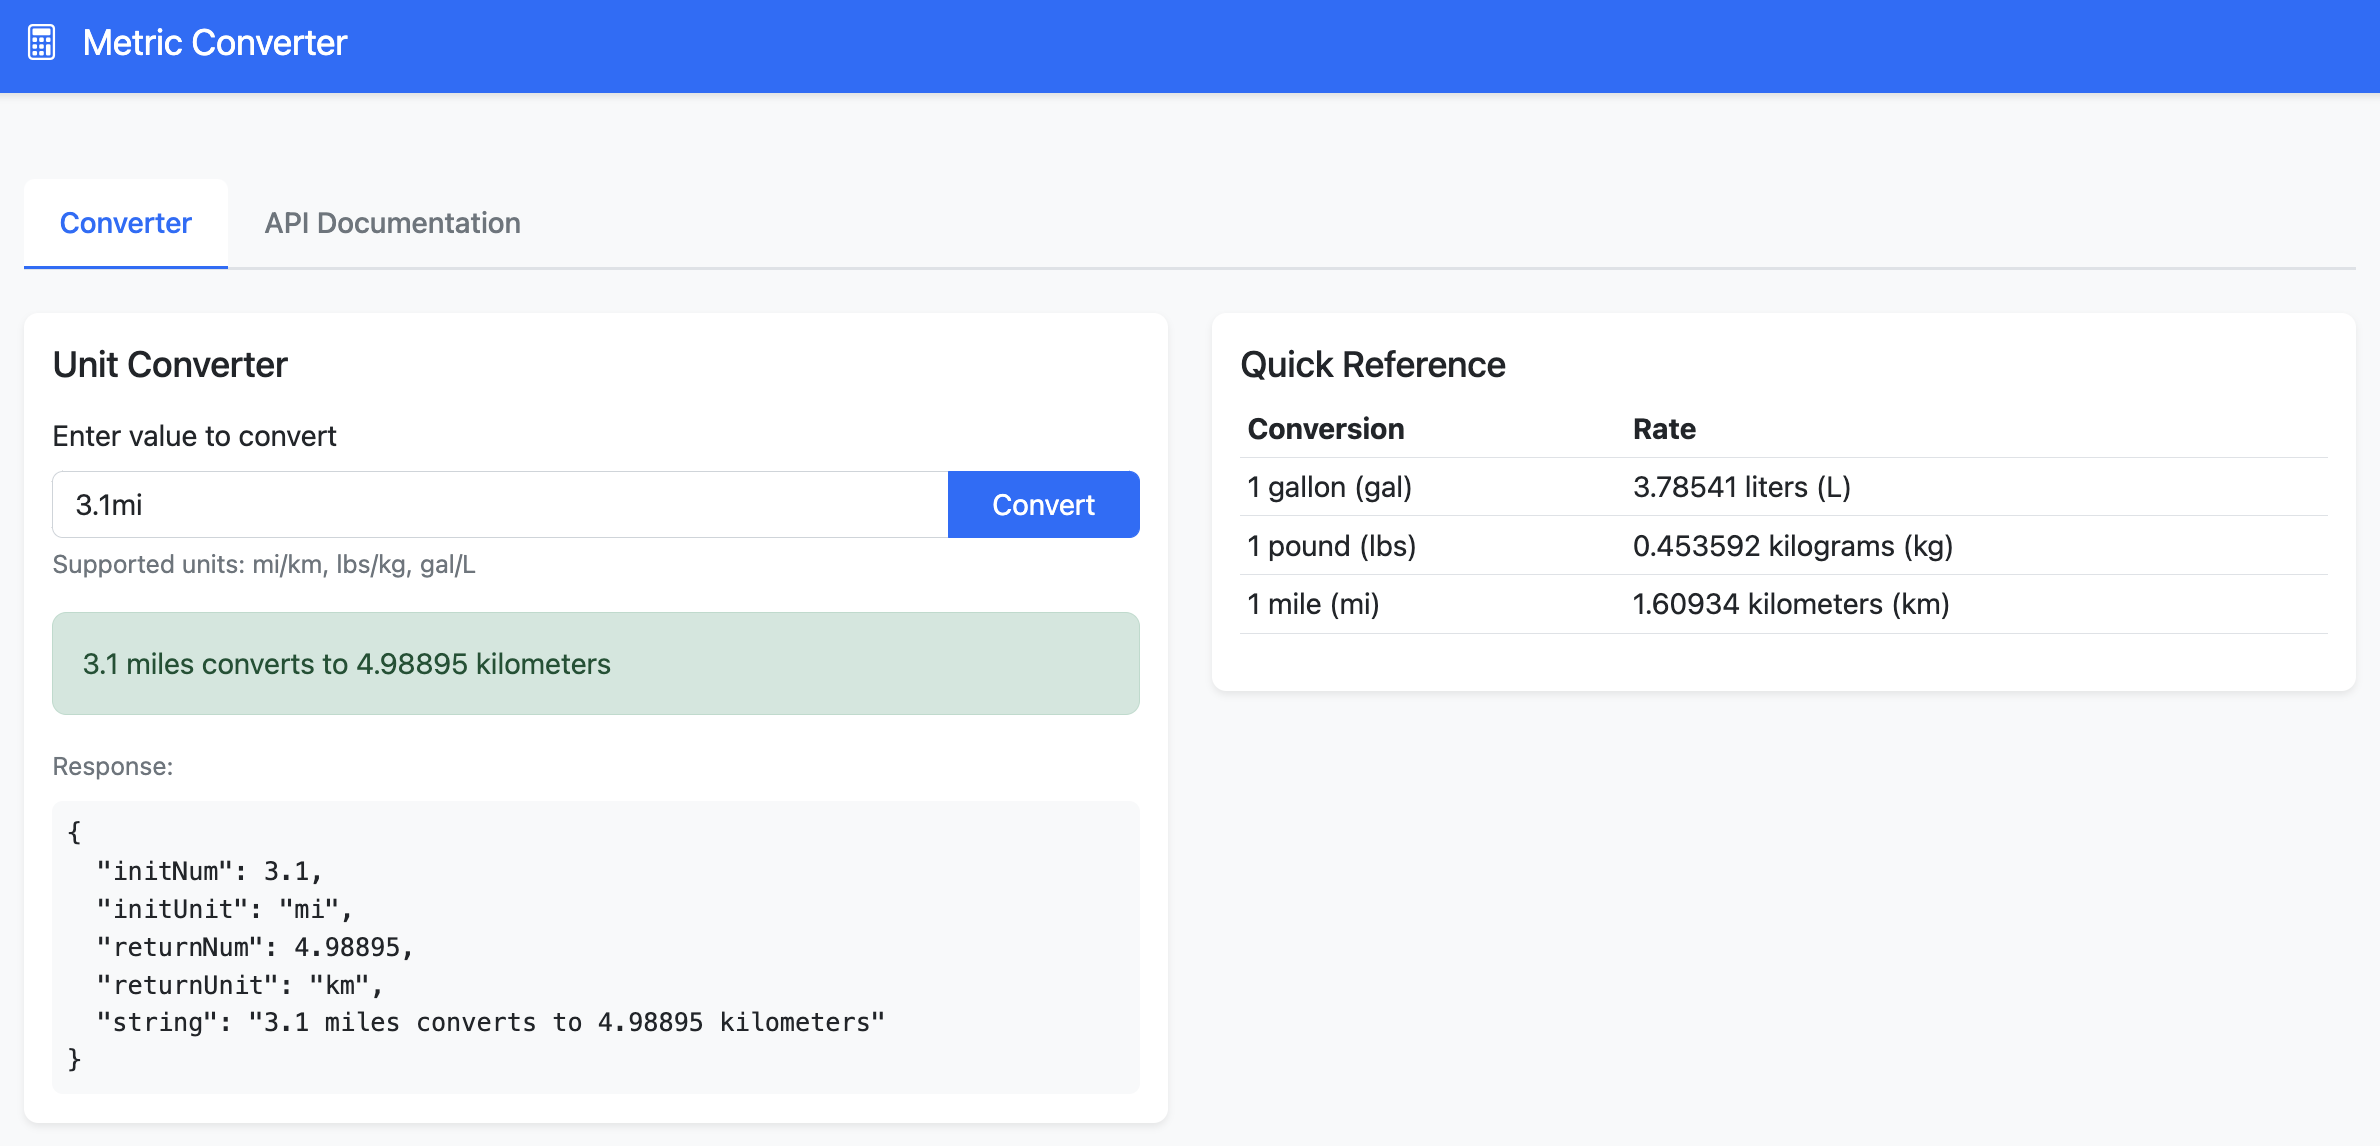 Metric Converter
Converter
API Documentation
Unit Converter
Enter value to convert
3.1mi
Convert
Supported units: mi/km, lbs/kg, gal/L
3.1 miles converts to 4.98895 kilometers
Response:
{
  "initNum": 3.1,
  "initUnit": "mi",
  "returnNum": 4.98895,
  "returnUnit": "km",
  "string": "3.1 miles converts to 4.98895 kilometers"
}
Quick Reference
Conversion Rate
1 gallon (gal) 3.78541 liters (L)
1 pound (lbs) 0.453592 kilograms (kg)
1 mile (mi) 1.60934 kilometers (km)